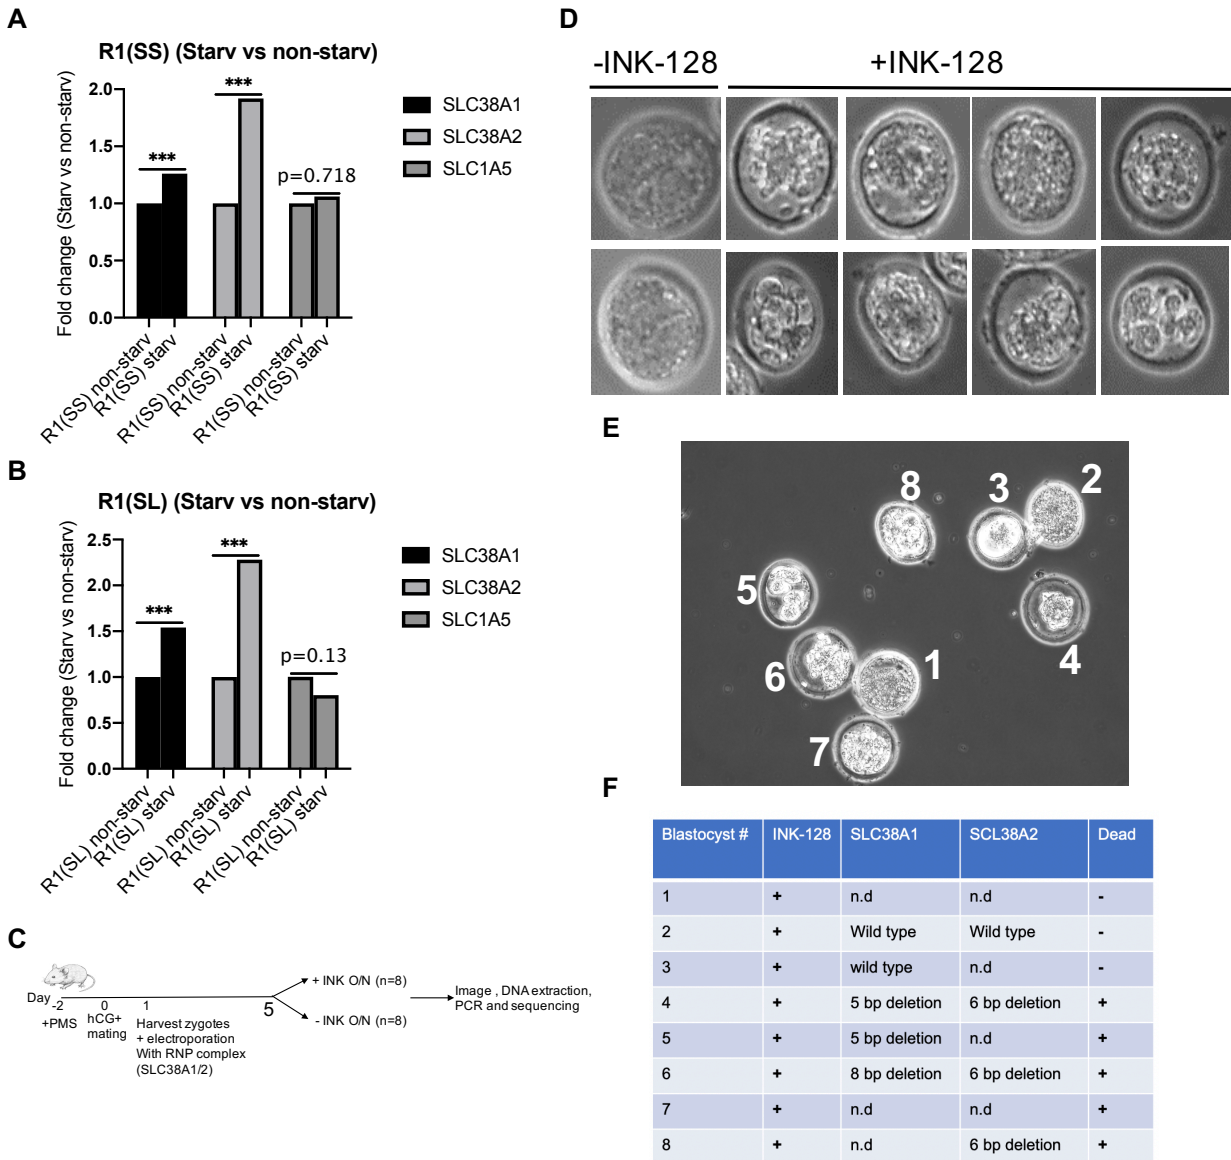 A
R1(SS) (Starv vs non-starv)
Fold change (Starv vs non-starv)
2.0
1.5
1.0
0.5
0.0
***
***
p=0.718
SLC38A1
SLC38A2
SLC1A5
R1(SS) non-starv
R1(SS) starv
R1(SS) non-starv
R1(SS) starv
R1(SS) non-starv
R1(SS) starv
B
R1(SL) (Starv vs non-starv)
Fold change (Starv vs non-starv)
2.5
2.0
1.5
1.0
0.5
0.0
***
***
p=0.13
SLC38A1
SLC38A2
SLC1A5
R1(SL) non-starv
R1(SL) starv
R1(SL) non-starv
R1(SL) starv
R1(SL) non-starv
R1(SL) starv
C
Day -2 0 1 5
+PMS
hCG+
mating
Harvest zygotes
+ electroporation
With RNP complex
(SLC38A1/2)
+ INK O/N (n=8)
- INK O/N (n=8)
Image , DNA extraction,
PCR and sequencing
D
-INK-128 +INK-128
E
8 3 2
5 4
6 1
7
F
Blastocyst # INK-128 SLC38A1 SCL38A2 Dead
1 + n.d n.d -
2 + Wild type Wild type -
3 + wild type n.d -
4 + 5 bp deletion 6 bp deletion +
5 + 5 bp deletion n.d +
6 + 8 bp deletion 6 bp deletion +
7 + n.d n.d +
8 + n.d 6 bp deletion +